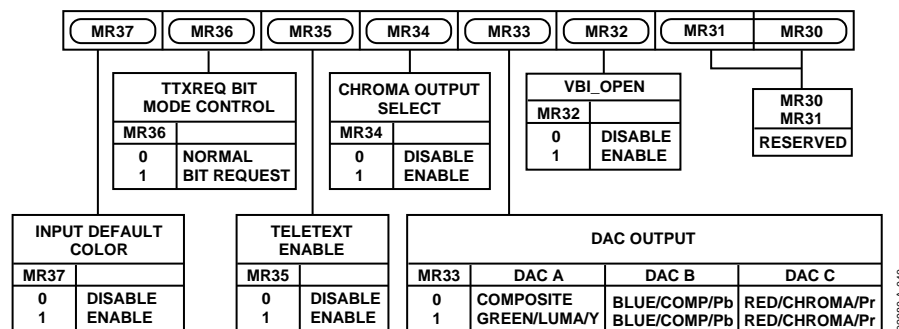 MR37 MR36 MR35 MR34 MR33 MR32 MR31 MR30
TTXREQ BIT
MODE CONTROL
MR36
0 NORMAL
1 BIT REQUEST
CHROMA OUTPUT
SELECT
MR34
0 DISABLE
1 ENABLE
VBI_OPEN
MR32
0 DISABLE
1 ENABLE
MR30
MR31
RESERVED
INPUT DEFAULT
COLOR
MR37
0 DISABLE
1 ENABLE
TELETEXT
ENABLE
MR35
0 DISABLE
1 ENABLE
DAC OUTPUT
MR33 DAC A DAC B DAC C
0 COMPOSITE BLUE/COMP/Pb RED/CHROMA/Pr
1 GREEN/LUMA/Y BLUE/COMP/Pb RED/CHROMA/Pr